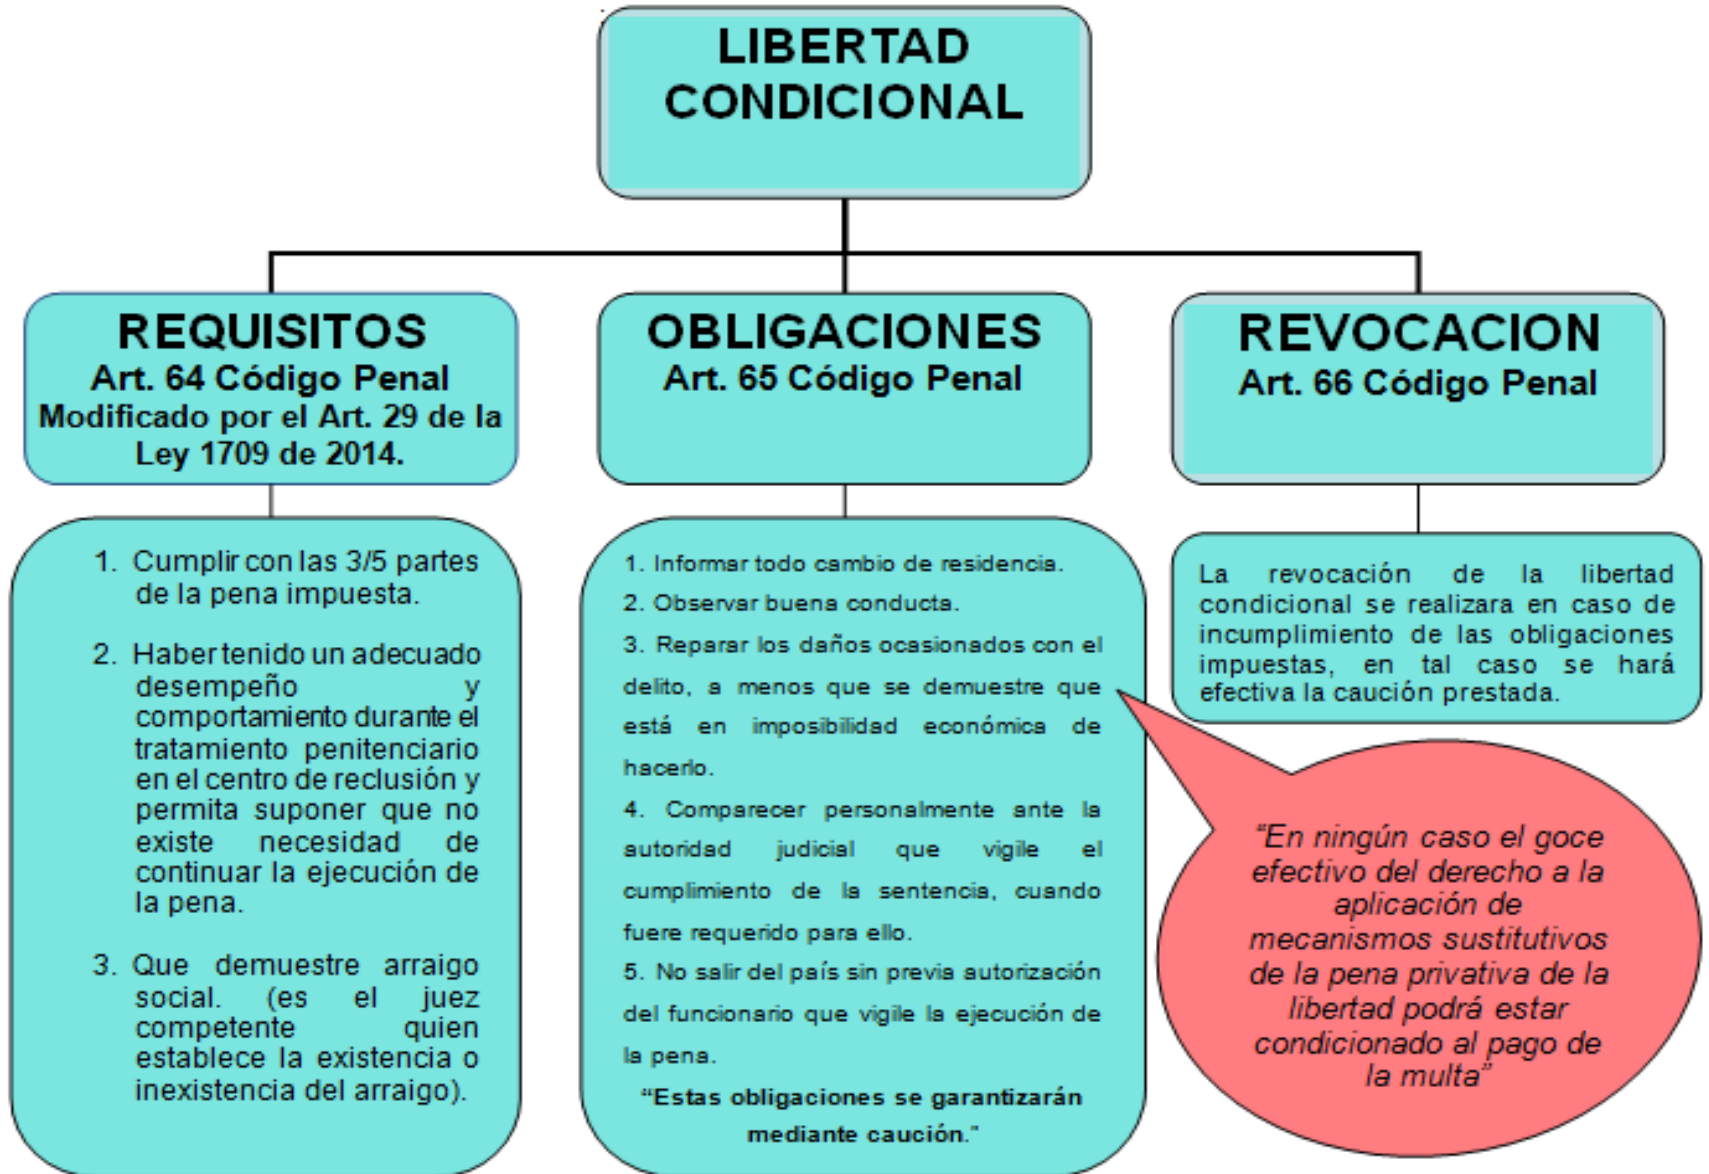 LIBERTAD
CONDICIONAL
REQUISITOS
Art. 64 Código Penal
Modificado por el Art. 29 de la
Ley 1709 de 2014.
1. Cumplir con las 3/5 partes
de la pena impuesta.
2. Haber tenido un adecuado
desempeño y
comportamiento durante el
tratamiento penitenciario
en el centro de reclusión y
permita suponer que no
existe necesidad de
continuar la ejecución de
la pena.
3. Que demuestre arraigo
social. (es el juez
competente quien
establece la existencia o
inexistencia del arraigo).
OBLIGACIONES
Art. 65 Código Penal
1. Informar todo cambio de residencia.
2. Observar buena conducta.
3. Reparar los daños ocasionados con el
delito, a menos que se demuestre que
está en imposibilidad económica de
hacerlo.
4. Comparecer personalmente ante la
autoridad judicial que vigile el
cumplimiento de la sentencia, cuando
fuere requerido para ello.
5. No salir del país sin previa autorización
del funcionario que vigile la ejecución de
la pena.
“Estas obligaciones se garantizarán
mediante caución.”
REVOCACION
Art. 66 Código Penal
La revocación de la libertad
condicional se realizara en caso de
incumplimiento de las obligaciones
impuestas, en tal caso se hará
efectiva la caución prestada.
“En ningún caso el goce
efectivo del derecho a la
aplicación de
mecanismos sustitutivos
de la pena privativa de la
libertad podrá estar
condicionado al pago de
la multa”